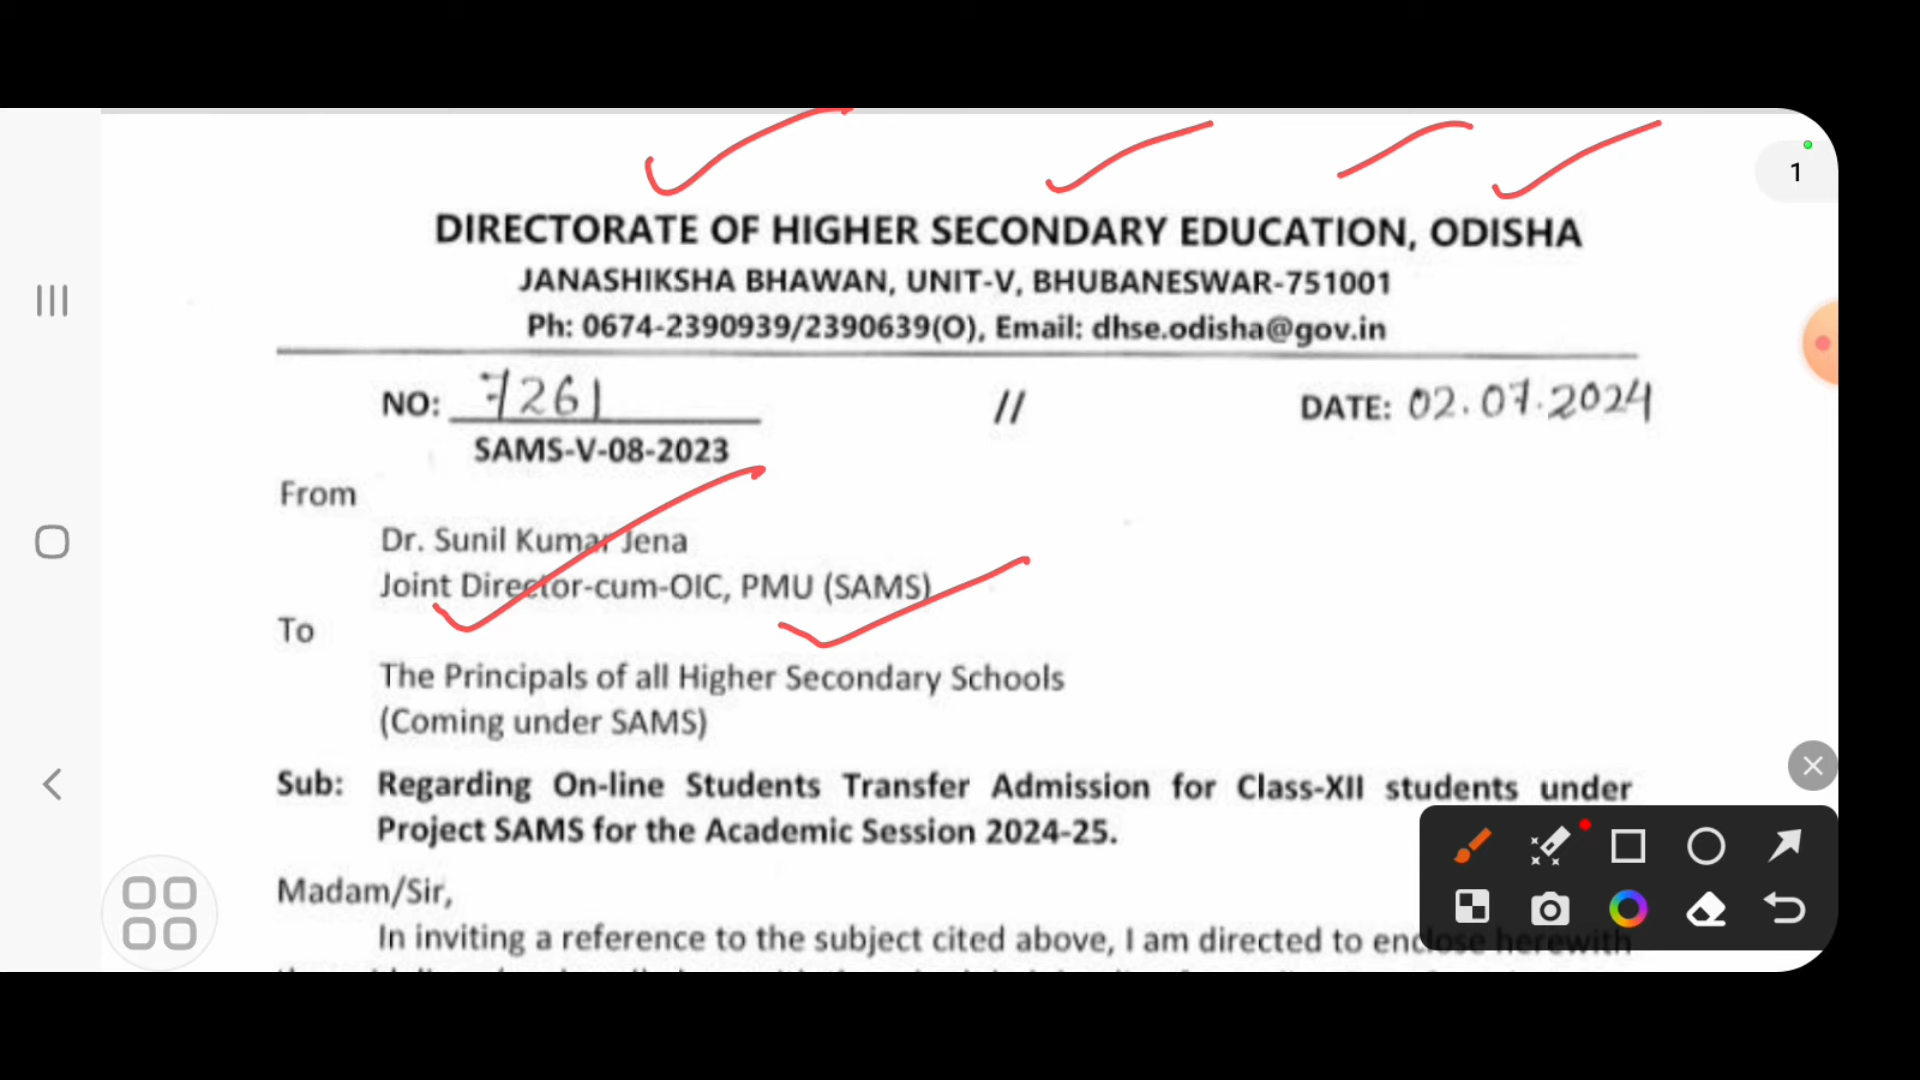 1
DIRECTORATE OF HIGHER SECONDARY EDUCATION, ODISHA
JANASHIKSHA BHAWAN, UNIT-V, BHUBANESWAR-751001
Ph: 0674-2390939/2390639(O), Email: dhse.odisha@gov.in
NO: 7261 // DATE: 02.07.2024
SAMS-V-08-2023
From
Dr. Sunil Kumar Jena
Joint Director-cum-OIC, PMU (SAMS)
To
The Principals of all Higher Secondary Schools
(Coming under SAMS)
Sub: Regarding On-line Students Transfer Admission for Class-XII students under
Project SAMS for the Academic Session 2024-25.
Madam/Sir,
In inviting a reference to the subject cited above, I am directed to enclose herewith